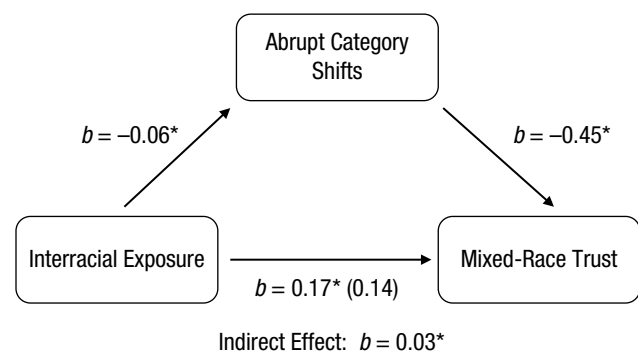 Abrupt Category
Shifts
b = –0.06*
b = –0.45*
Interracial Exposure
Mixed-Race Trust
b = 0.17* (0.14)
Indirect Effect: b = 0.03*